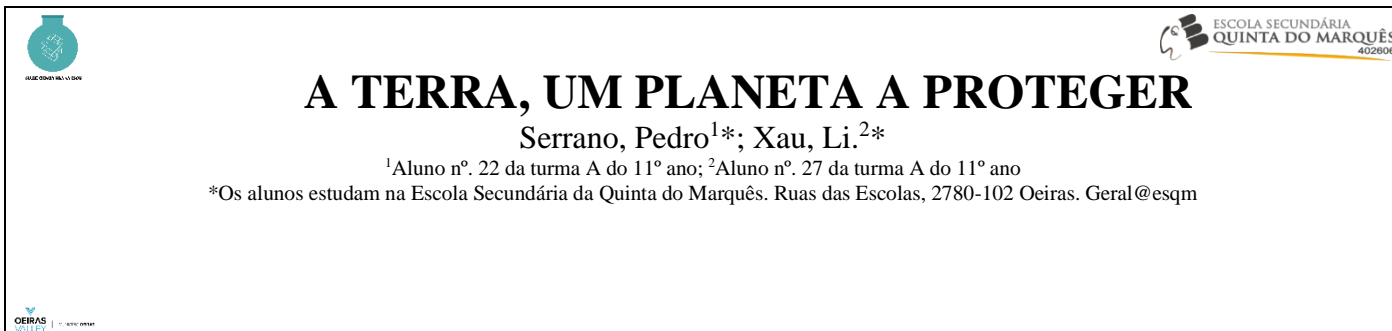 ESCOLA SECUNDÁRIA
QUINTA DO MARQUÊS
402606
A TERRA, UM PLANETA A PROTEGER
Serrano, Pedro¹*; Xau, Li.²*
¹Aluno nº. 22 da turma A do 11º ano; ²Aluno nº. 27 da turma A do 11º ano
*Os alunos estudam na Escola Secundária da Quinta do Marquês. Ruas das Escolas, 2780-102 Oeiras. Geral@esqm
OEIRAS
VALLEY